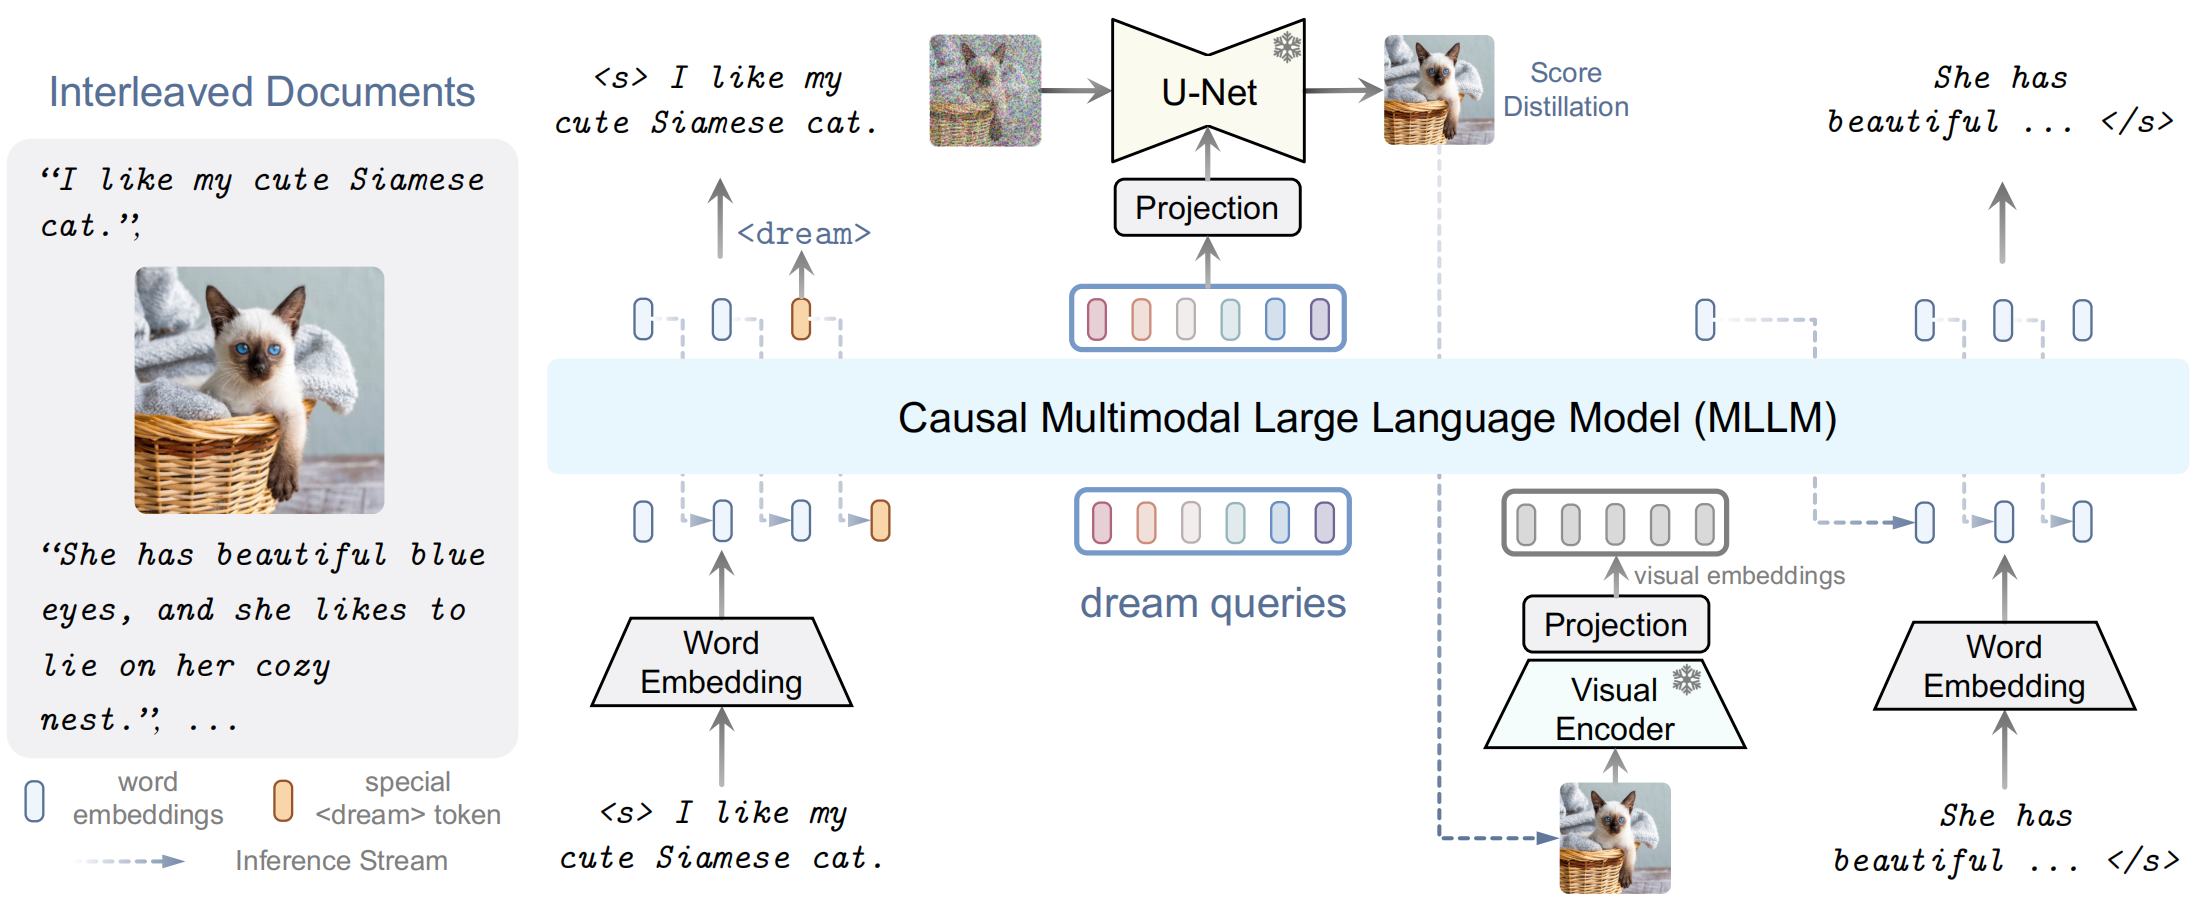 Interleaved Documents
“I like my cute Siamese
cat.”,
“She has beautiful blue
eyes, and she likes to
lie on her cozy
nest.”, ...
word
embeddings
special
<dream> token
Inference Stream
<s> I like my
cute Siamese cat.
<dream>
U-Net
Projection
Score
Distillation
She has
beautiful ... </s>
Causal Multimodal Large Language Model (MLLM)
Word
Embedding
<s> I like my
cute Siamese cat.
dream queries
visual embeddings
Projection
Visual
Encoder
Word
Embedding
She has
beautiful ... </s>